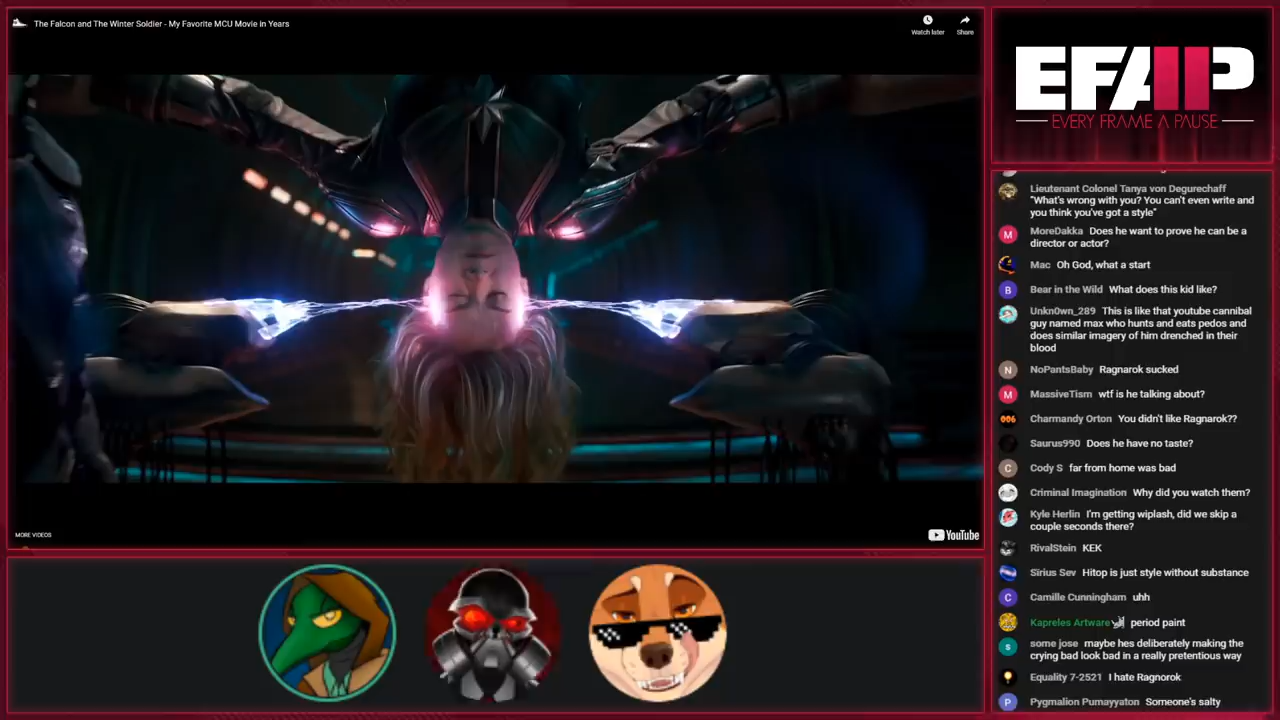 The Falcon and The Winter Soldier - My Favorite MCU Movie in Years
Watch later
Share
MORE VIDEOS
YouTube
EFAP
EVERY FRAME A PAUSE
Lieutenant Colonel Tanya von Degurechaff
"What's wrong with you? You can't even write and
you think you've got a style"
MoreDakka Does he want to prove he can be a
director or actor?
Mac Oh God, what a start
B
Bear in the Wild What does this kid like?
Unkn0wn_289 This is like that youtube cannibal
guy named max who hunts and eats pedos and
does similar imagery of him drenched in their
blood
N
NoPantsBaby Ragnarok sucked
M
MassiveTism wtf is he talking about?
Charmandy Orton You didn't like Ragnarok??
Saurus990 Does he have no taste?
C
Cody S far from home was bad
Criminal Imagination Why did you watch them?
Kyle Herlin I'm getting wiplash, did we skip a
couple seconds there?
RivalStein KEK
Sirius Sev Hitop is just style without substance
C
Camille Cunningham uhh
Kapreles Artware period paint
some jose maybe hes deliberately making the
crying bad look bad in a really pretentious way
Equality 7-2521 I hate Ragnorok
P
Pygmalion Pumayyaton Someone's salty